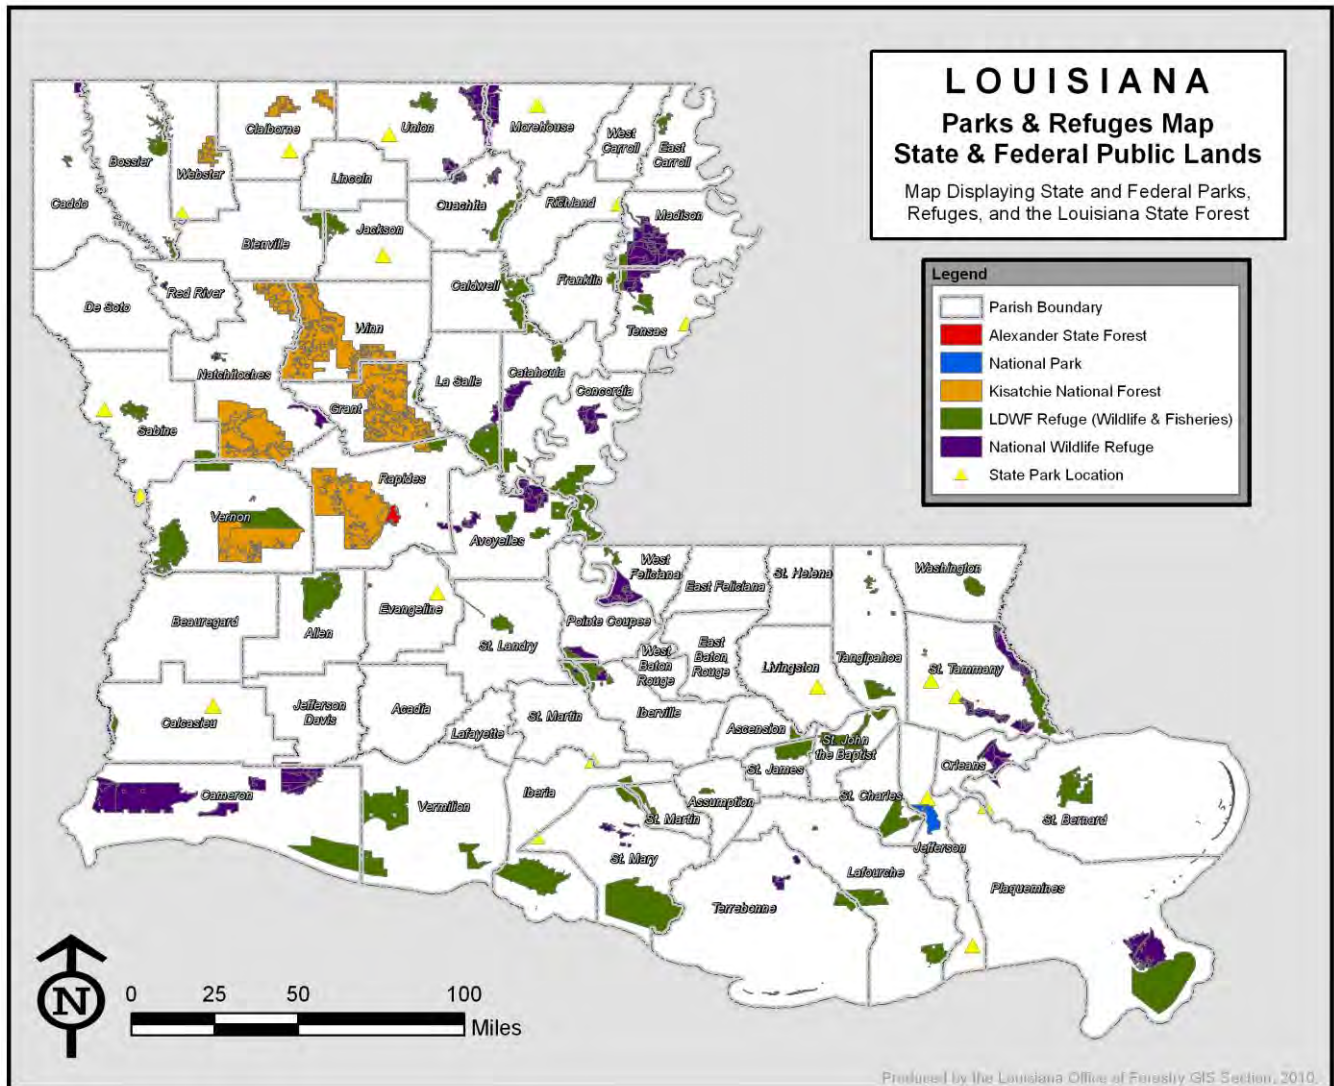 LOUISIANA
Parks & Refuges Map
State & Federal Public Lands
Map Displaying State and Federal Parks,
Refuges, and the Louisiana State Forest
Legend
Parish Boundary
Alexander State Forest
National Park
Kisatchie National Forest
LDWF Refuge (Wildlife & Fisheries)
National Wildlife Refuge
State Park Location
Caddo
Bossier
Webster
Claiborne
Union
Morehouse
West
Carroll
East
Carroll
Lincoln
Ouachita
Richland
Madison
Bienville
Jackson
De Soto
Red River
Caldwell
Franklin
Tensas
Winn
Natchitoches
La Salle
Catahoula
Concordia
Grant
Sabine
Rapides
Vernon
Avoyelles
West
Feliciana
East Feliciana
St. Helena
Washington
Beauregard
Allen
Evangeline
St. Landry
Pointe Coupee
West
Baton
Rouge
East
Baton
Rouge
Livingston
Tangipahoa
St. Tammany
Calcasieu
Jefferson
Davis
Acadia
Lafayette
St. Martin
Iberville
Ascension
St. John
the Baptist
St. James
Orleans
Cameron
Vermilion
Iberia
St. Martin
Assumption
St. Charles
St. Bernard
St. Mary
Jefferson
Lafourche
Terrebonne
Plaquemines
N
0 25 50 100
Miles
Produced by the Louisiana Office of Forestry GIS Section, 2010